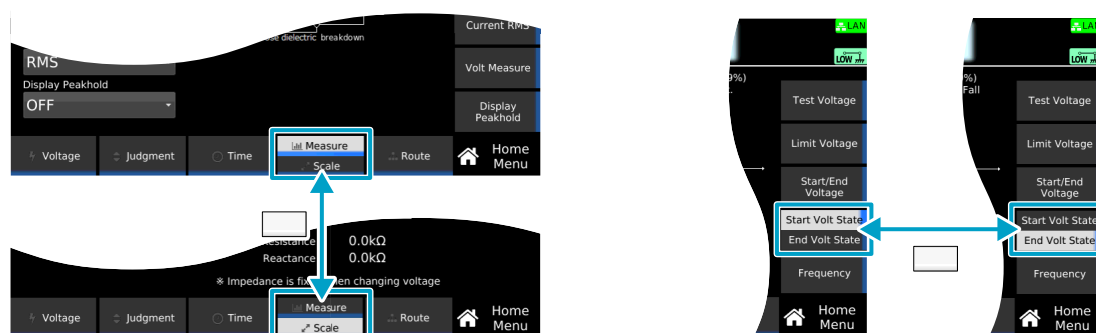 Current RMS
dielectric breakdown
RMS
Volt Measure
Display Peakhold
OFF
Display
Peakhold
Voltage
Judgment
Time
Measure
Scale
Route
Home
Menu
Resistance 0.0kΩ
Reactance 0.0kΩ
※ Impedance is when changing voltage
Voltage
Judgment
Time
Measure
Scale
Route
Home
Menu
LAN
LOW
%)
Test Voltage
Limit Voltage
Start/End
Voltage
Start Volt State
End Volt State
Frequency
Home
Menu
LAN
LOW
%)
Fall
Test Voltage
Limit Voltage
Start/End
Voltage
Start Volt State
End Volt State
Frequency
Home
Menu